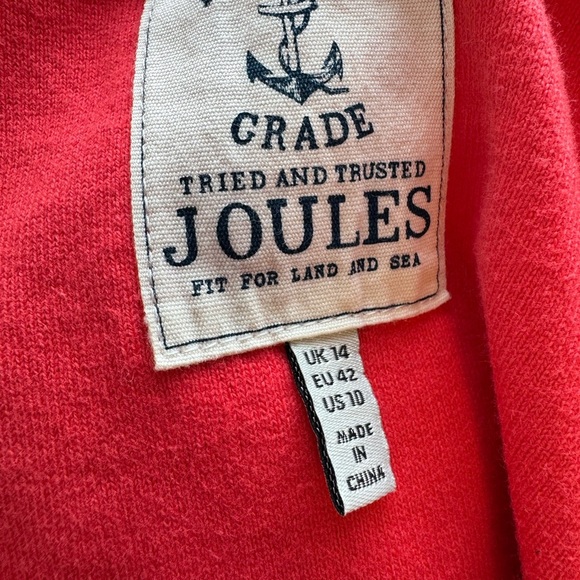 GRADE
TRIED AND TRUSTED
JOULES
FIT FOR LAND AND SEA
UK 14
EU 42
US 10
MADE
IN
CHINA